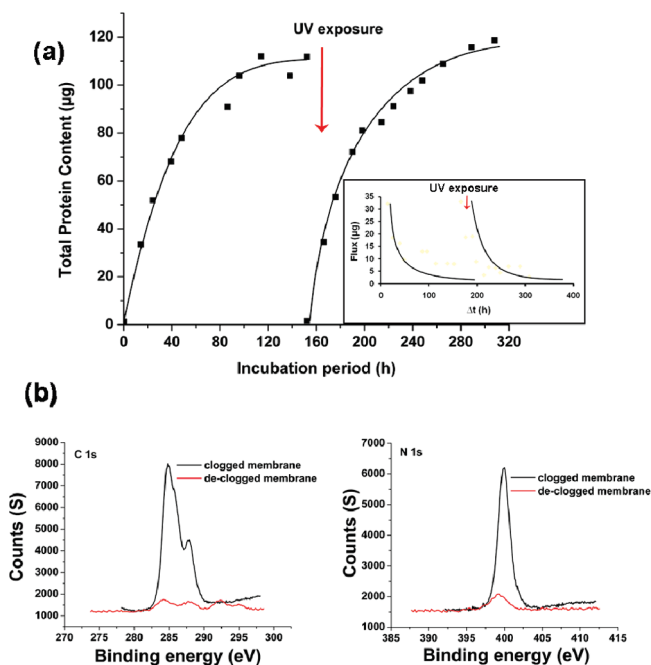 (a)
UV exposure
Total Protein Content (µg)
120
100
80
60
40
20
0
0 40 80 120 160 200 240 280 320
Incubation period (h)
UV exposure
Flux (µg)
35
30
25
20
15
10
5
0
0 100 200 300 400
Δt (h)
(b)
C 1s
clogged membrane
de-clogged membrane
Counts (S)
9000
8000
7000
6000
5000
4000
3000
2000
1000
270 275 280 285 290 295 300
Binding energy (eV)
N 1s
clogged membrane
de-clogged membrane
Counts (S)
7000
6000
5000
4000
3000
2000
1500
385 390 395 400 405 410 415
Binding energy (eV)